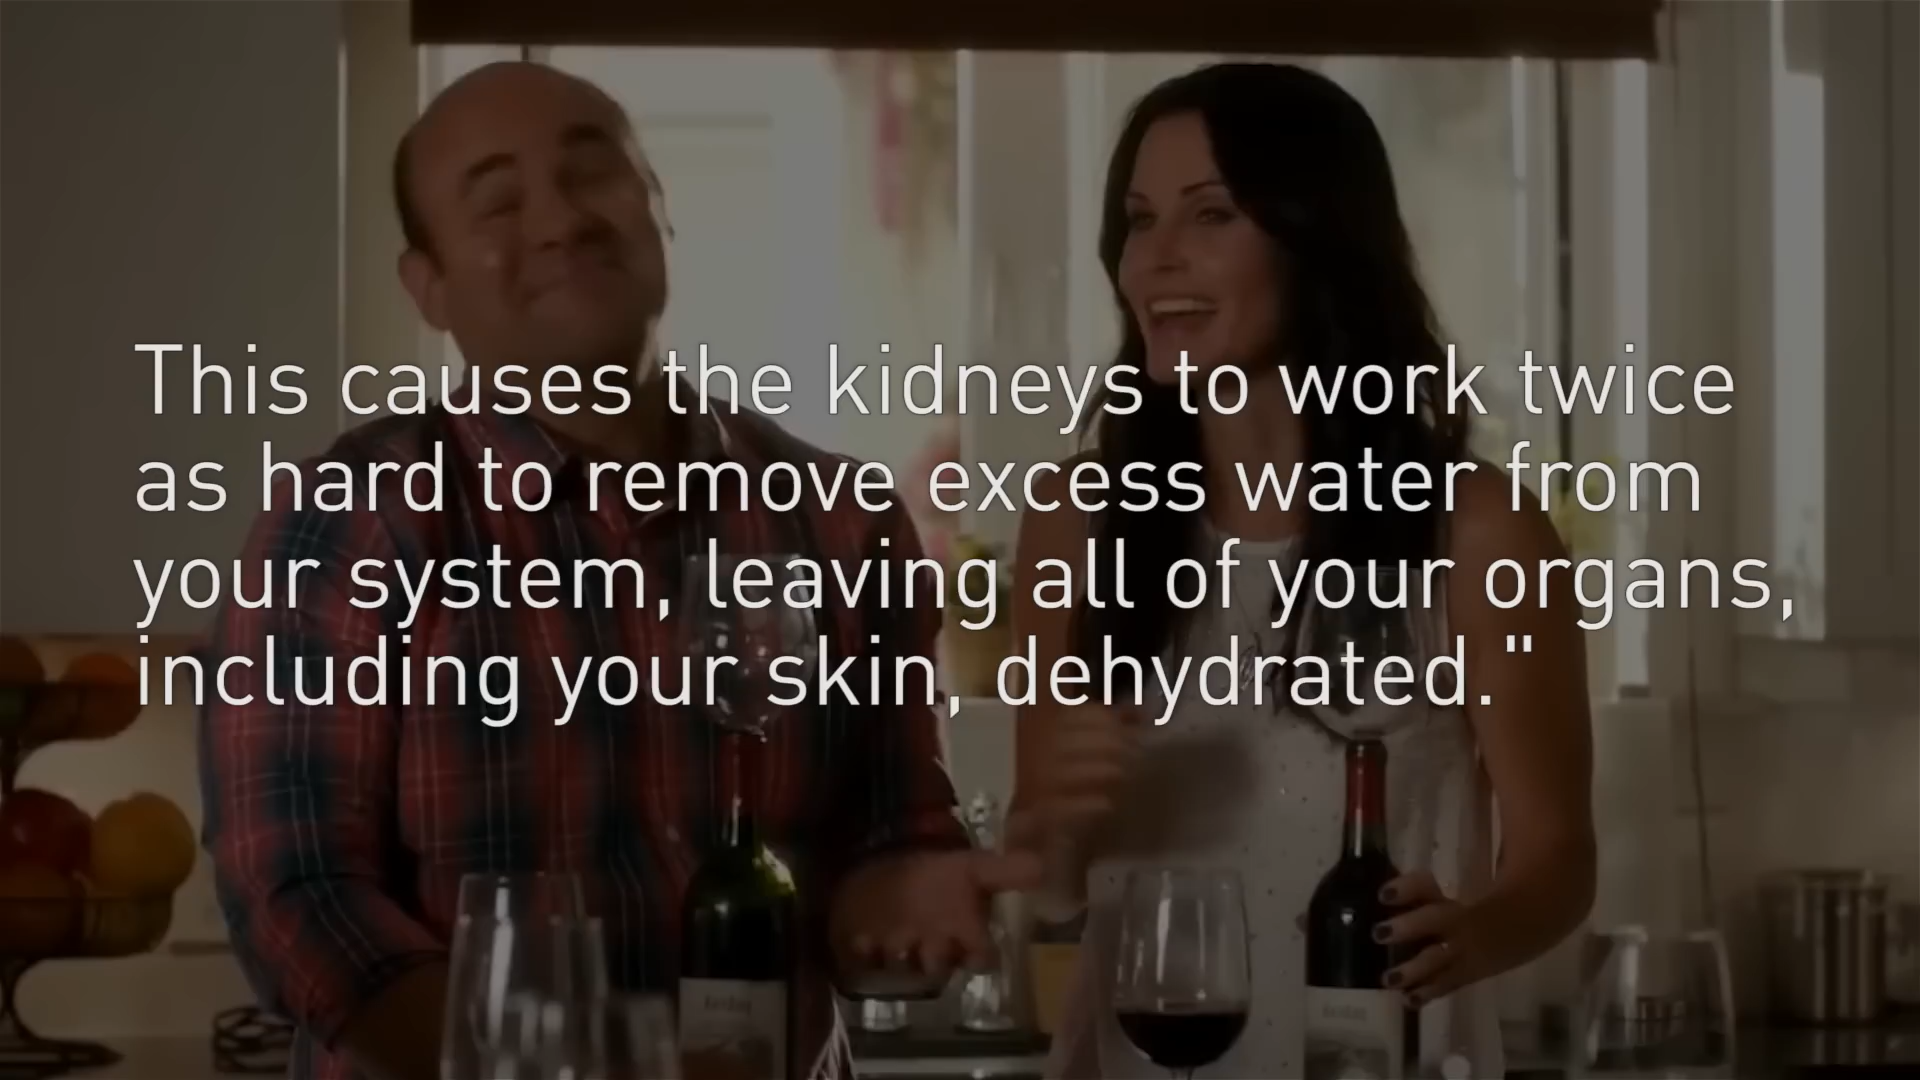 This causes the kidneys to work twice
as hard to remove excess water from
your system, leaving all of your organs,
including your skin, dehydrated."